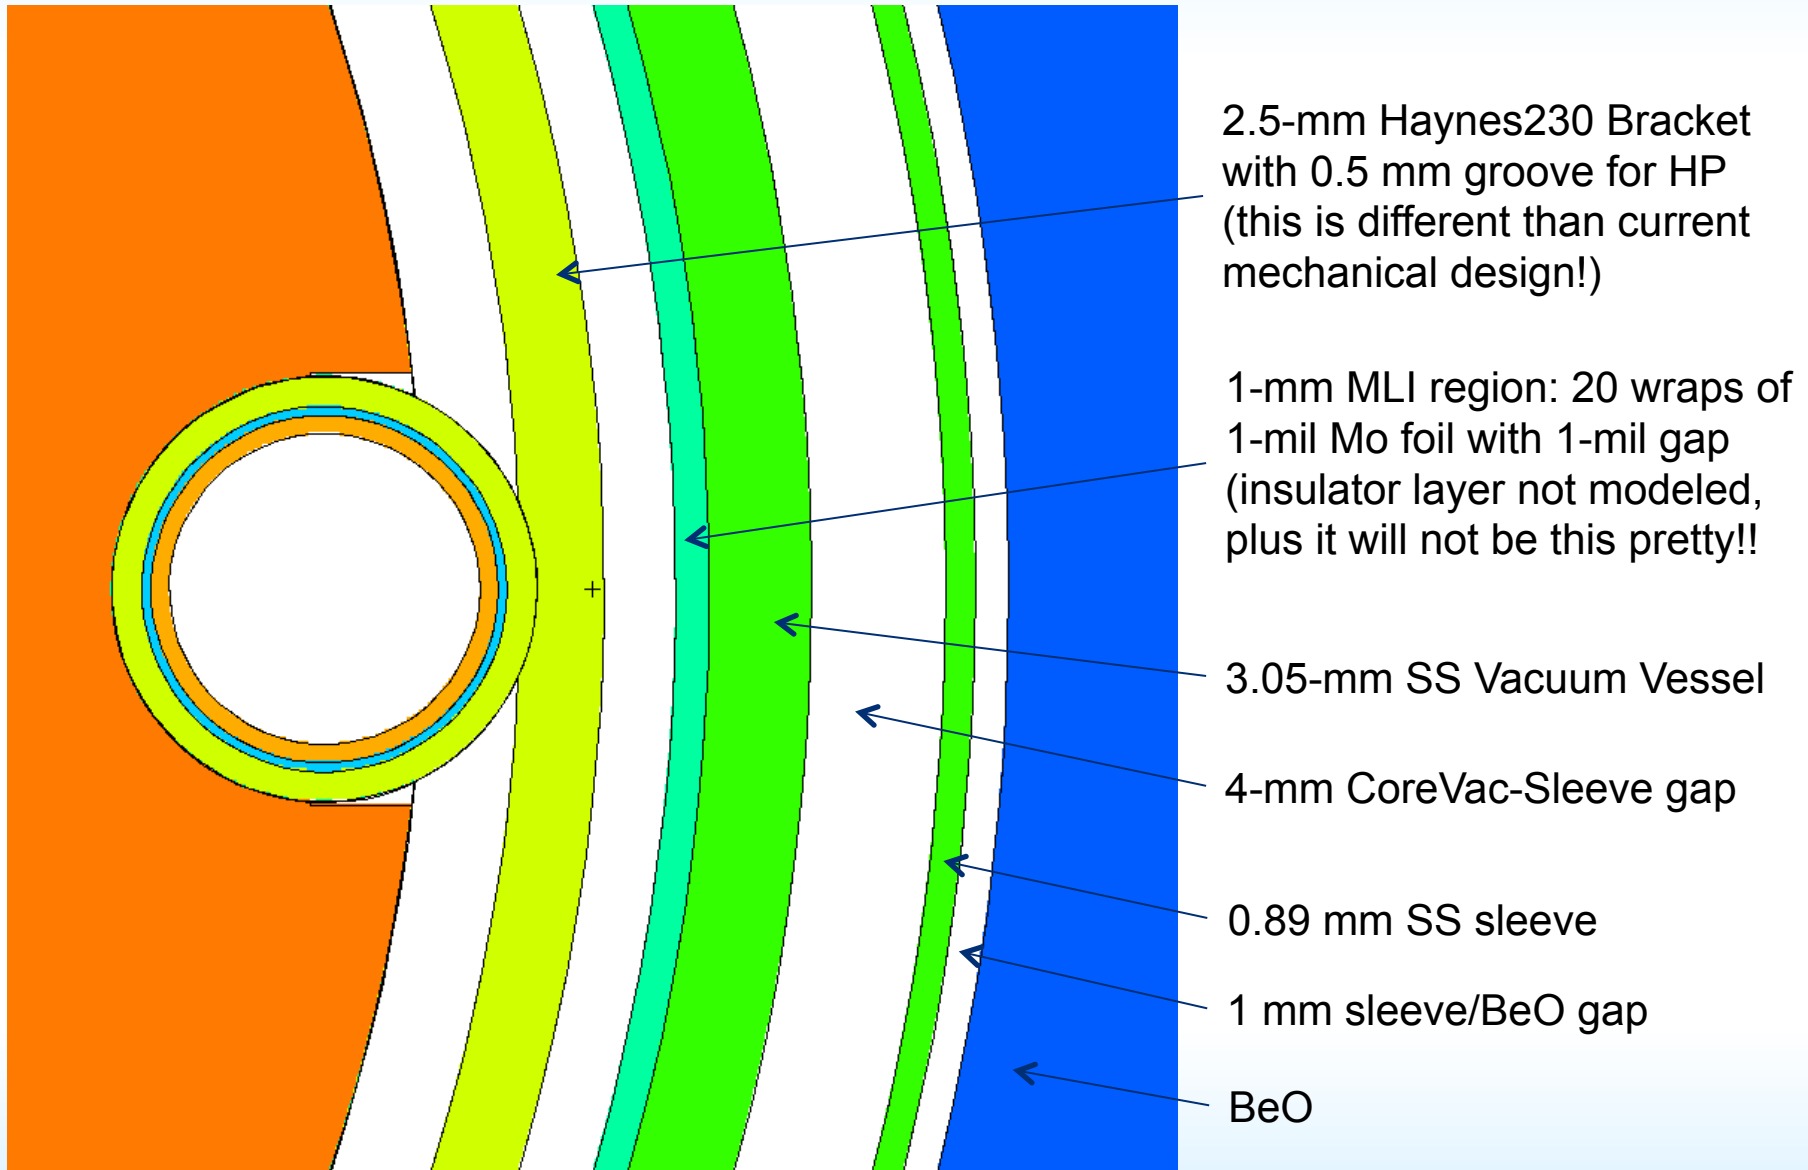 2.5-mm Haynes230 Bracket
with 0.5 mm groove for HP
(this is different than current
mechanical design!)
1-mm MLI region: 20 wraps of
1-mil Mo foil with 1-mil gap
(insulator layer not modeled,
plus it will not be this pretty!!
3.05-mm SS Vacuum Vessel
4-mm CoreVac-Sleeve gap
0.89 mm SS sleeve
1 mm sleeve/BeO gap
BeO